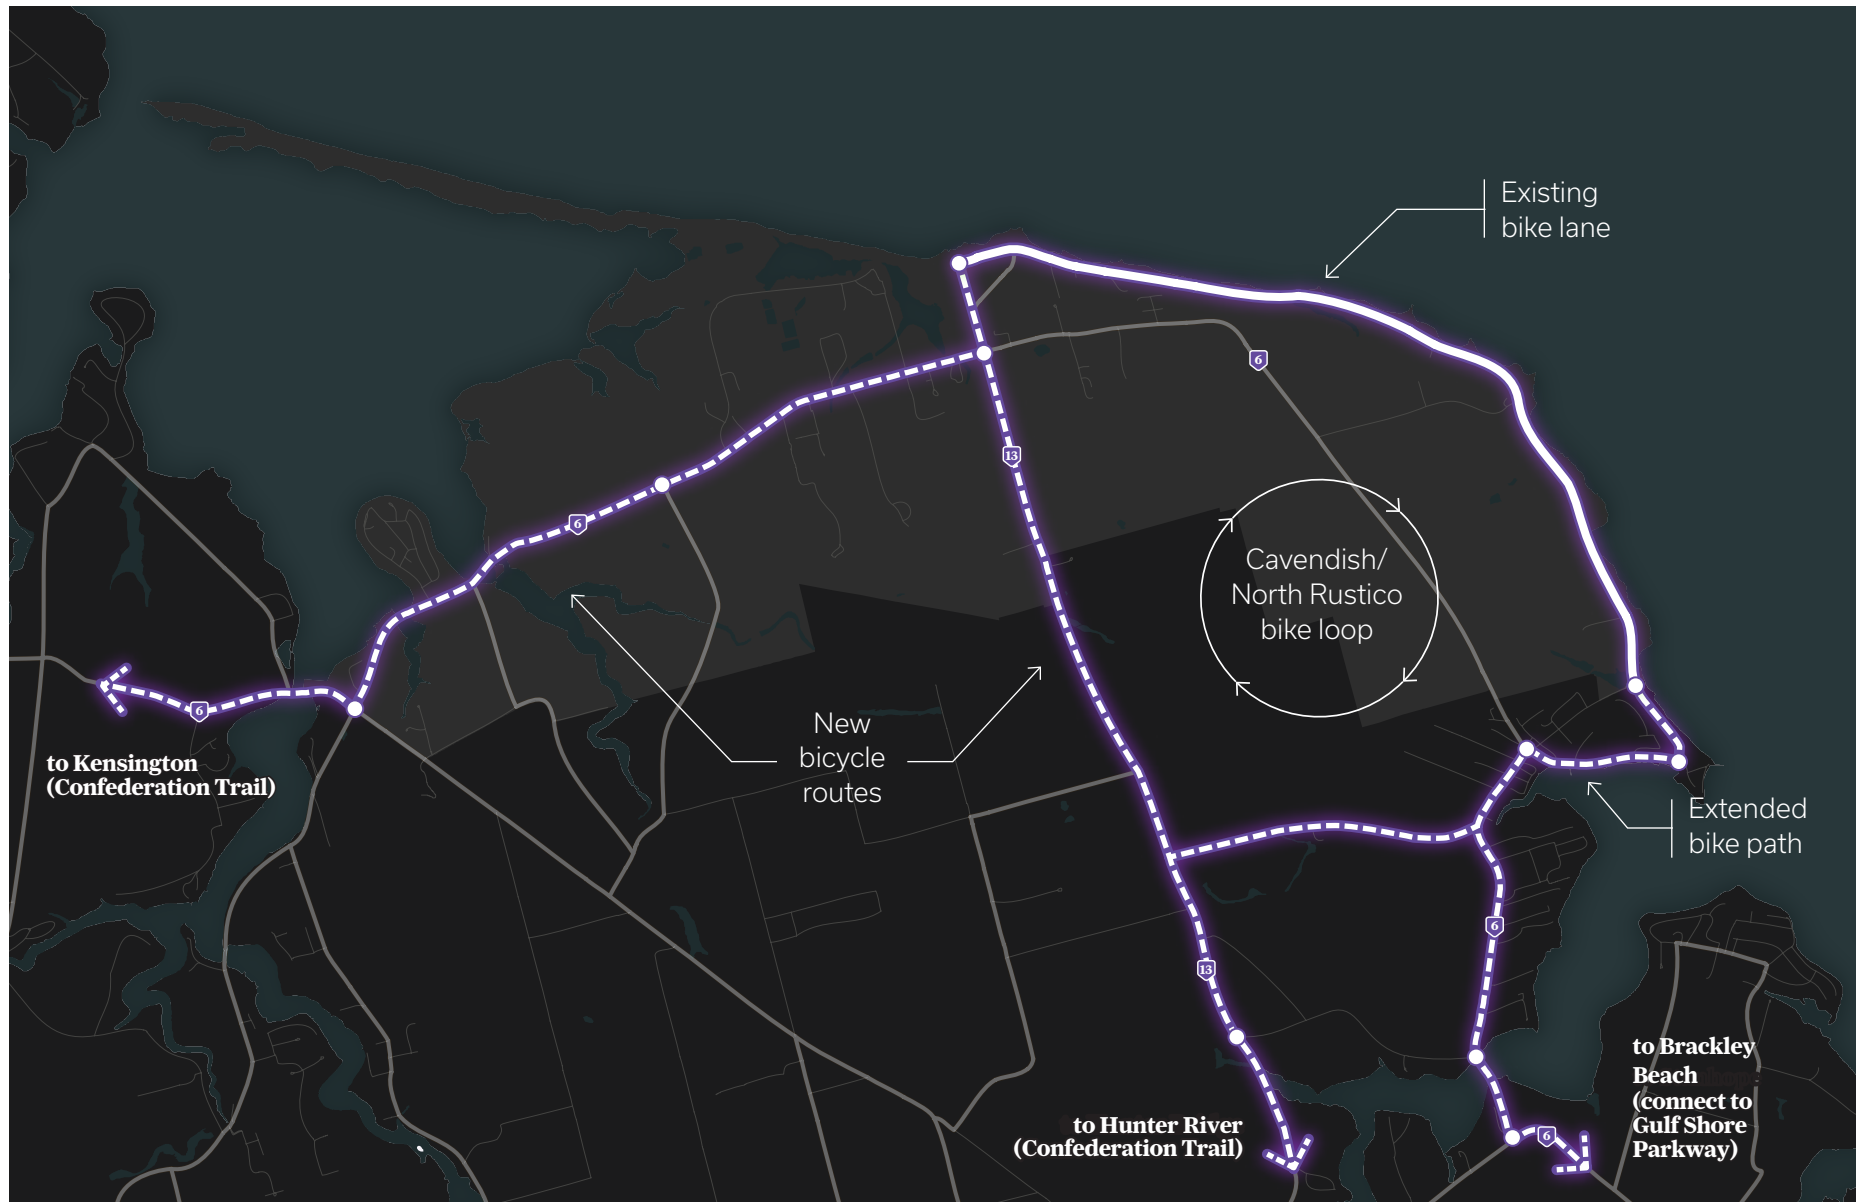 Existing
bike lane
6
13
6
Cavendish/
North Rustico
bike loop
6
to Kensington
(Confederation Trail)
New
bicycle
routes
Extended
bike path
6
13
to Brackley
Beach
(connect to
Gulf Shore
Parkway)
to Hunter River
(Confederation Trail)
6